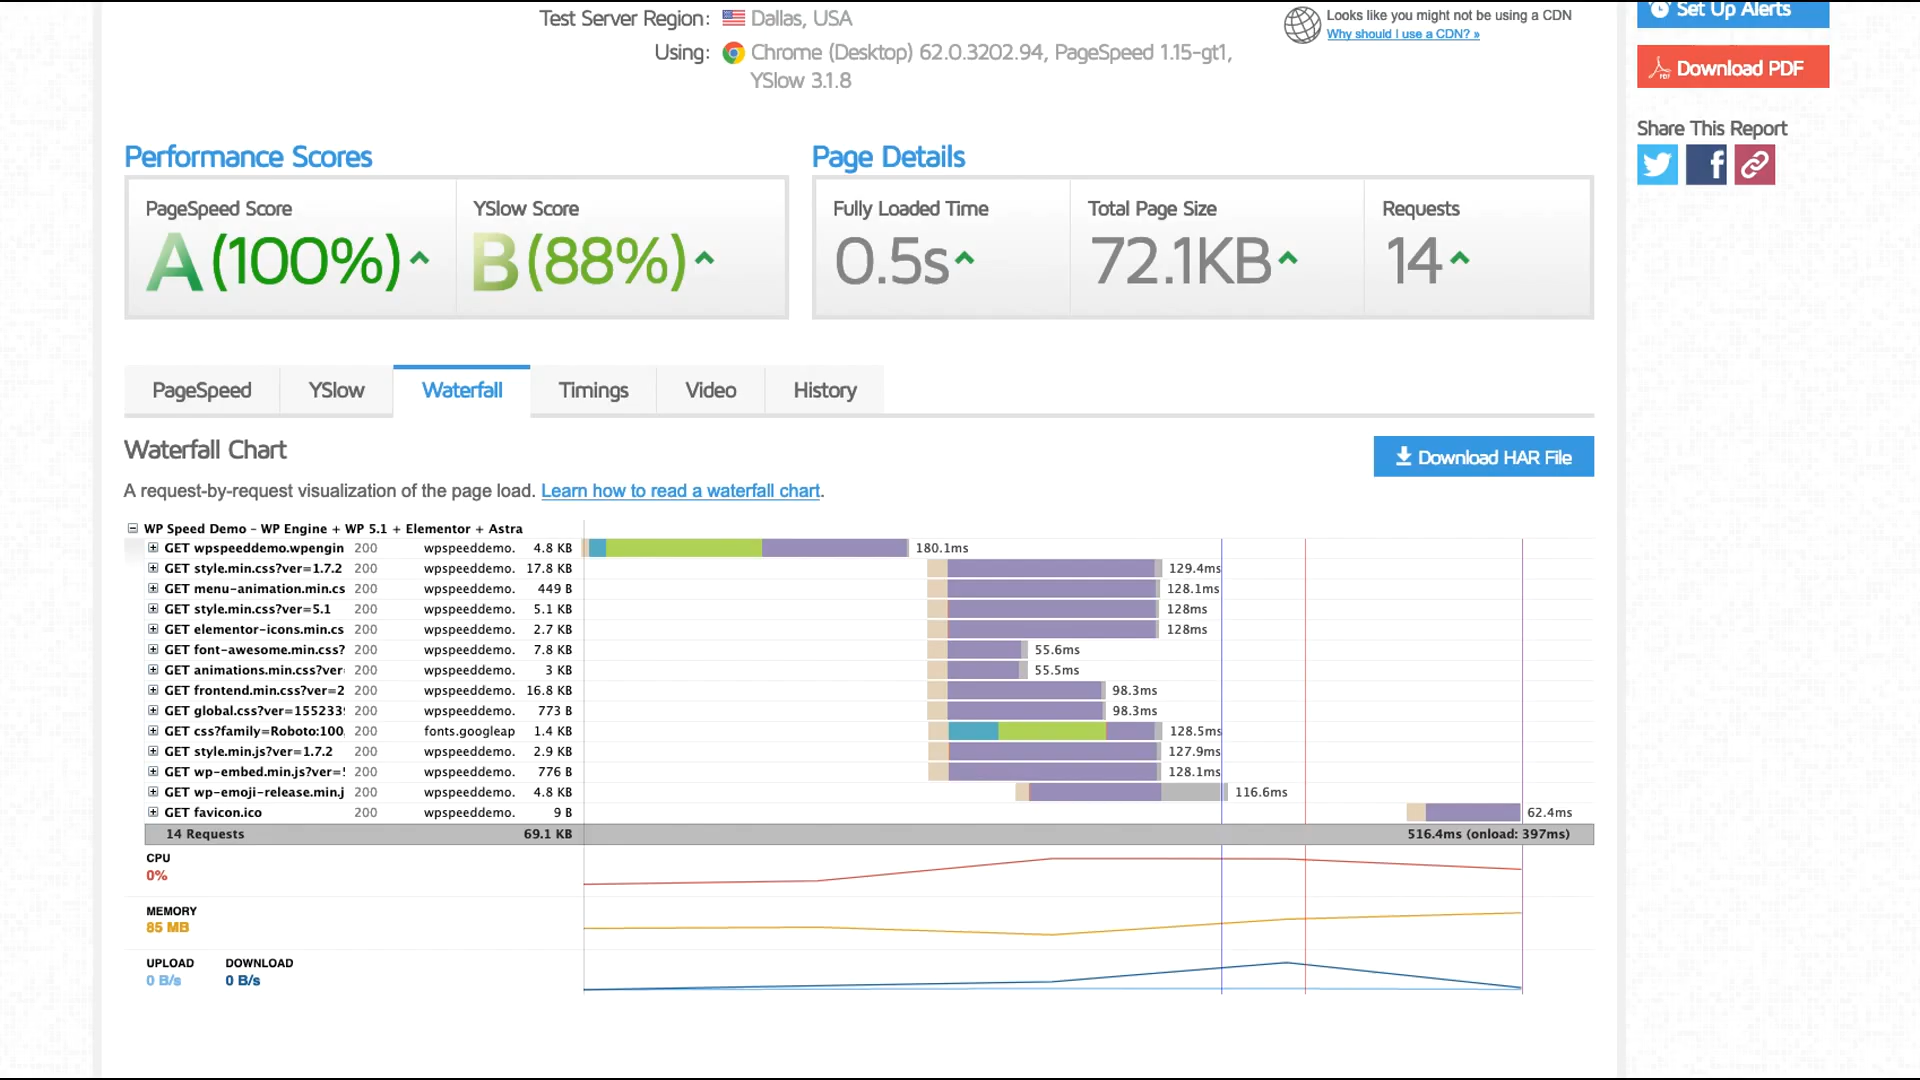 Test Server Region: Dallas, USA
Using: Chrome (Desktop) 62.0.3202.94, PageSpeed 1.15-gt1,
YSlow 3.1.8
Looks like you might not be using a CDN
Why should I use a CDN? »
Set Up Alerts
Download PDF
Share This Report
Performance Scores
PageSpeed Score
A (100%)
YSlow Score
B (88%)
Page Details
Fully Loaded Time
0.5s
Total Page Size
72.1KB
Requests
14
PageSpeed YSlow Waterfall Timings Video History
Waterfall Chart
Download HAR File
A request-by-request visualization of the page load. Learn how to read a waterfall chart.
WP Speed Demo - WP Engine + WP 5.1 + Elementor + Astra
GET wpspeeddemo.wpengin 200 wpspeeddemo. 4.8 KB 180.1ms
GET style.min.css?ver=1.7.2 200 wpspeeddemo. 17.8 KB 129.4ms
GET menu-animation.min.cs 200 wpspeeddemo. 449 B 128.1ms
GET style.min.css?ver=5.1 200 wpspeeddemo. 5.1 KB 128ms
GET elementor-icons.min.cs 200 wpspeeddemo. 2.7 KB 128ms
GET font-awesome.min.css? 200 wpspeeddemo. 7.8 KB 55.6ms
GET animations.min.css?ver 200 wpspeeddemo. 3 KB 55.5ms
GET frontend.min.css?ver=2 200 wpspeeddemo. 16.8 KB 98.3ms
GET global.css?ver=155233 200 wpspeeddemo. 773 B 98.3ms
GET css?family=Roboto:100, 200 fonts.googleap 1.4 KB 128.5ms
GET style.min.js?ver=1.7.2 200 wpspeeddemo. 2.9 KB 127.9ms
GET wp-embed.min.js?ver= 200 wpspeeddemo. 776 B 128.1ms
GET wp-emoji-release.min.j 200 wpspeeddemo. 4.8 KB 116.6ms
GET favicon.ico 200 wpspeeddemo. 9 B 62.4ms
14 Requests 69.1 KB 516.4ms (onload: 397ms)
CPU
0%
MEMORY
85 MB
UPLOAD DOWNLOAD
0 B/s 0 B/s